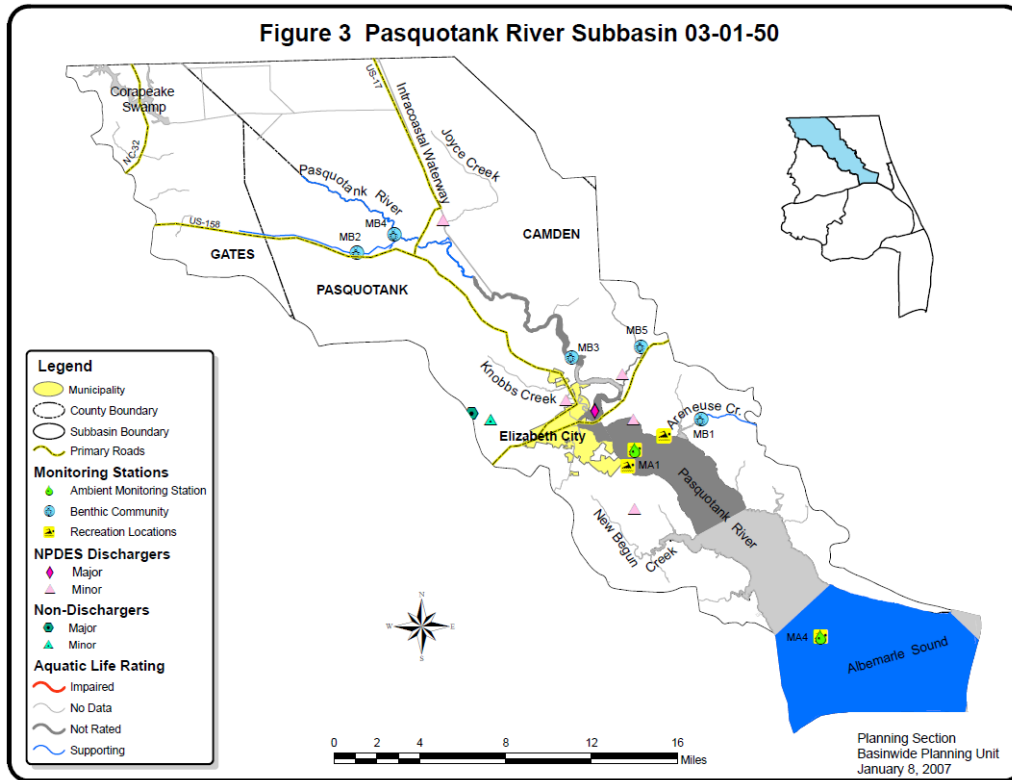 Figure 3 Pasquotank River Subbasin 03-01-50
Corapeake
Swamp
NC-32
US-17
Intracoastal Waterway
Joyce Creek
Pasquotank River
MB4
MB2
US-158
GATES
PASQUOTANK
CAMDEN
MB3
MB5
Knobbs Creek
Areneuse Cr.
MB1
Elizabeth City
MA1
Pasquotank River
New Begun Creek
MA4
Albemarle Sound
Legend
Municipality
County Boundary
Subbasin Boundary
Primary Roads
Monitoring Stations
Ambient Monitoring Station
Benthic Community
Recreation Locations
NPDES Dischargers
Major
Minor
Non-Dischargers
Major
Minor
Aquatic Life Rating
Impaired
No Data
Not Rated
Supporting
N
W E
S
0 2 4 8 12 16
Miles
Planning Section
Basinwide Planning Unit
January 8, 2007